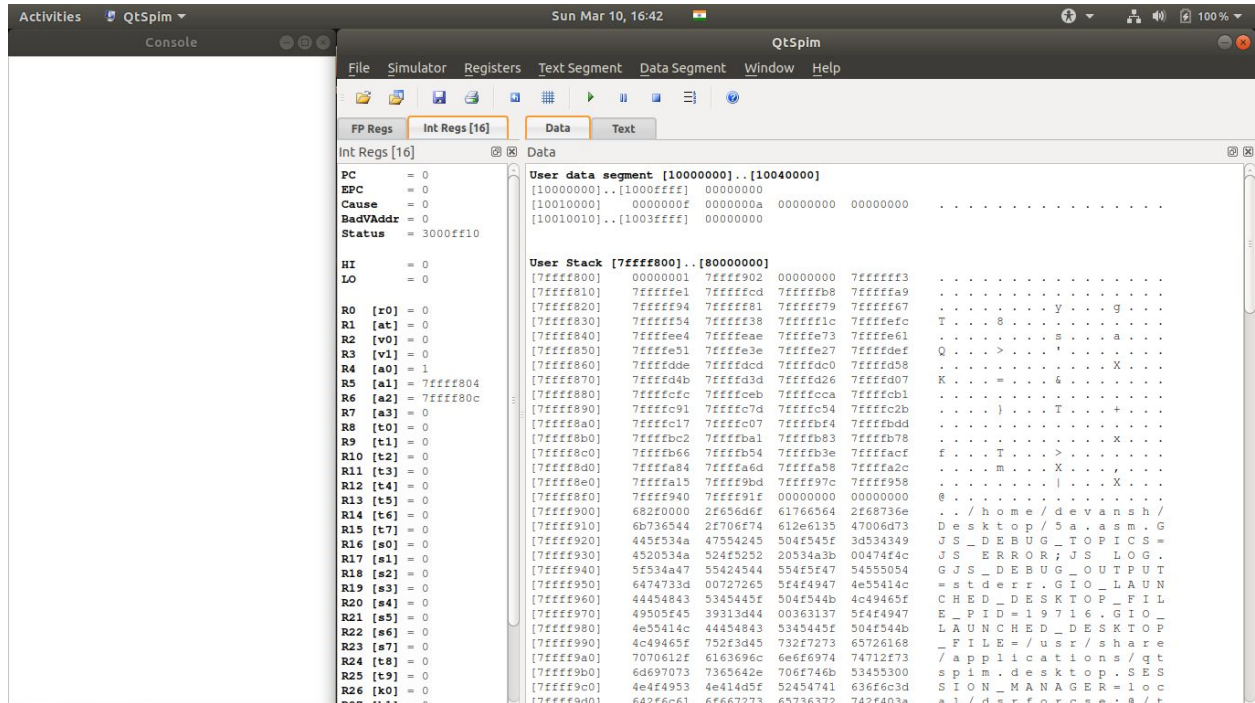 Activities QtSpim Sun Mar 10, 16:42 100 %
Console QtSpim
File Simulator Registers Text Segment Data Segment Window Help
FP Regs Int Regs [16] Data Text
Int Regs [16] Data
PC = 0
EPC = 0
Cause = 0
BadVAddr = 0
Status = 3000ff10
HI = 0
LO = 0
R0 [r0] = 0
R1 [at] = 0
R2 [v0] = 0
R3 [v1] = 0
R4 [a0] = 1
R5 [a1] = 7ffff804
R6 [a2] = 7ffff80c
R7 [a3] = 0
R8 [t0] = 0
R9 [t1] = 0
R10 [t2] = 0
R11 [t3] = 0
R12 [t4] = 0
R13 [t5] = 0
R14 [t6] = 0
R15 [t7] = 0
R16 [s0] = 0
R17 [s1] = 0
R18 [s2] = 0
R19 [s3] = 0
R20 [s4] = 0
R21 [s5] = 0
R22 [s6] = 0
R23 [s7] = 0
R24 [t8] = 0
R25 [t9] = 0
R26 [k0] = 0
User data segment [10000000]..[10040000]
[10000000]..[1000ffff] 00000000
[10010000] 0000000f 0000000a 00000000 00000000 . . . . . . . . . . . . . . . .
[10010010]..[1003ffff] 00000000
User Stack [7ffff800]..[80000000]
[7ffff800] 00000001 7ffff902 00000000 7ffffff3 . . . . . . . . . . . . . . . .
[7ffff810] 7fffffe1 7fffffcd 7fffffb8 7fffffa9 . . . . . . . . . . . . . . . .
[7ffff820] 7fffff94 7fffff81 7fffff79 7fffff67 . . . . . . . . y . . . g . . .
[7ffff830] 7fffff54 7fffff38 7fffff1c 7ffffefc T . . . 8 . . . . . . . . . . .
[7ffff840] 7ffffee4 7ffffeae 7ffffe73 7ffffe61 . . . . . . . . s . . . a . . .
[7ffff850] 7ffffe51 7ffffe3e 7ffffe27 7ffffdef Q . . . > . . . ' . . . . . . .
[7ffff860] 7ffffdde 7ffffdcd 7ffffdc0 7ffffd58 . . . . . . . . . . . . X . . .
[7ffff870] 7ffffd4b 7ffffd3d 7ffffd26 7ffffd07 K . . . = . . . & . . . . . . .
[7ffff880] 7ffffcfc 7ffffceb 7ffffcca 7ffffcb1 . . . . . . . . . . . . . . . .
[7ffff890] 7ffffc91 7ffffc7d 7ffffc54 7ffffc2b . . . . } . . . T . . . + . . .
[7ffff8a0] 7ffffc17 7ffffc07 7ffffbf4 7ffffbdd . . . . . . . . . . . . . . . .
[7ffff8b0] 7ffffbc2 7ffffba1 7ffffb83 7ffffb78 . . . . . . . . . . . . x . . .
[7ffff8c0] 7ffffb66 7ffffb54 7ffffb3e 7ffffacf f . . . T . . . > . . . . . . .
[7ffff8d0] 7ffffa84 7ffffa6d 7ffffa58 7ffffa2c . . . . m . . . X . . . , . . .
[7ffff8e0] 7ffffa15 7ffff9bd 7ffff97c 7ffff958 . . . . . . . . | . . . X . . .
[7ffff8f0] 7ffff940 7ffff91f 00000000 00000000 @ . . . . . . . . . . . . . . .
[7ffff900] 682f0000 2f656d6f 61766564 2f68736e . . / h o m e / d e v a n s h /
[7ffff910] 6b736544 2f706f74 612e6135 47006d73 D e s k t o p / 5 a . a s m . G
[7ffff920] 445f534a 47554245 504f545f 3d534349 J S _ D E B U G _ T O P I C S =
[7ffff930] 4520534a 524f5252 20534a3b 00474f4c J S E R R O R ; J S L O G .
[7ffff940] 5f534a47 55424544 554f5f47 54555054 G J S _ D E B U G _ O U T P U T
[7ffff950] 6474733d 00727265 5f4f4947 4e55414c = s t d e r r . G I O _ L A U N
[7ffff960] 44454843 5345445f 504f544b 4c49465f C H E D _ D E S K T O P _ F I L
[7ffff970] 49505f45 39313d44 00363137 5f4f4947 E _ P I D = 1 9 7 1 6 . G I O _
[7ffff980] 4e55414c 44454843 5345445f 504f544b L A U N C H E D _ D E S K T O P
[7ffff990] 4c49465f 752f3d45 732f7273 65726168 _ F I L E = / u s r / s h a r e
[7ffff9a0] 7070612f 6163696c 6e6f6974 74712f73 / a p p l i c a t i o n s / q t
[7ffff9b0] 6d697073 7365642e 706f746b 53455300 s p i m . d e s k t o p . S E S
[7ffff9c0] 4e4f4953 4e414d5f 52454741 636f6c3d S I O N _ M A N A G E R = l o c